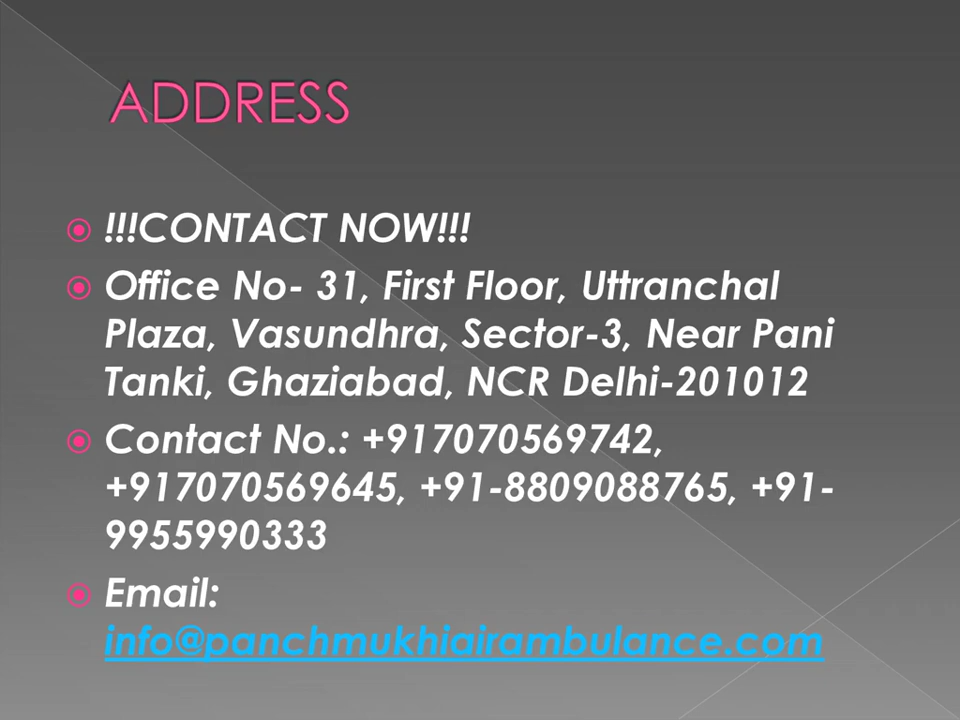 ADDRESS
!!!CONTACT NOW!!!
Office No- 31, First Floor, Uttranchal
Plaza, Vasundhra, Sector-3, Near Pani
Tanki, Ghaziabad, NCR Delhi-201012
Contact No.: +917070569742,
+917070569645, +91-8809088765, +91-
9955990333
Email:
info@panchmukhiairambulance.com